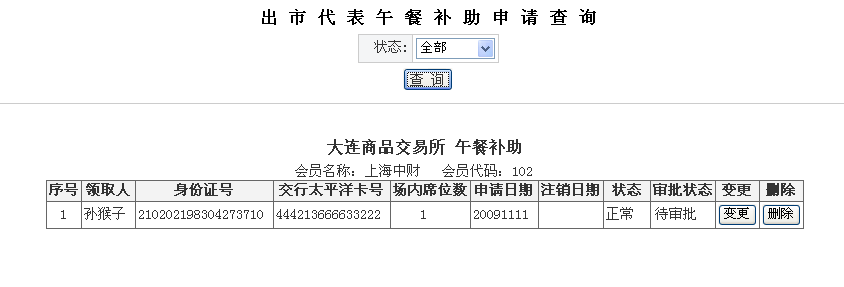 出市代表午餐补助申请查询
状态: 全部
查 询
大连商品交易所 午餐补助
会员名称: 上海中财 会员代码: 102
序号 领取人 身份证号 交行太平洋卡号 场内席位数 申请日期 注销日期 状态 审批状态 变更 删除
1 孙猴子 210202198304273710 444213666633222 1 20091111 正常 待审批 变更 删除